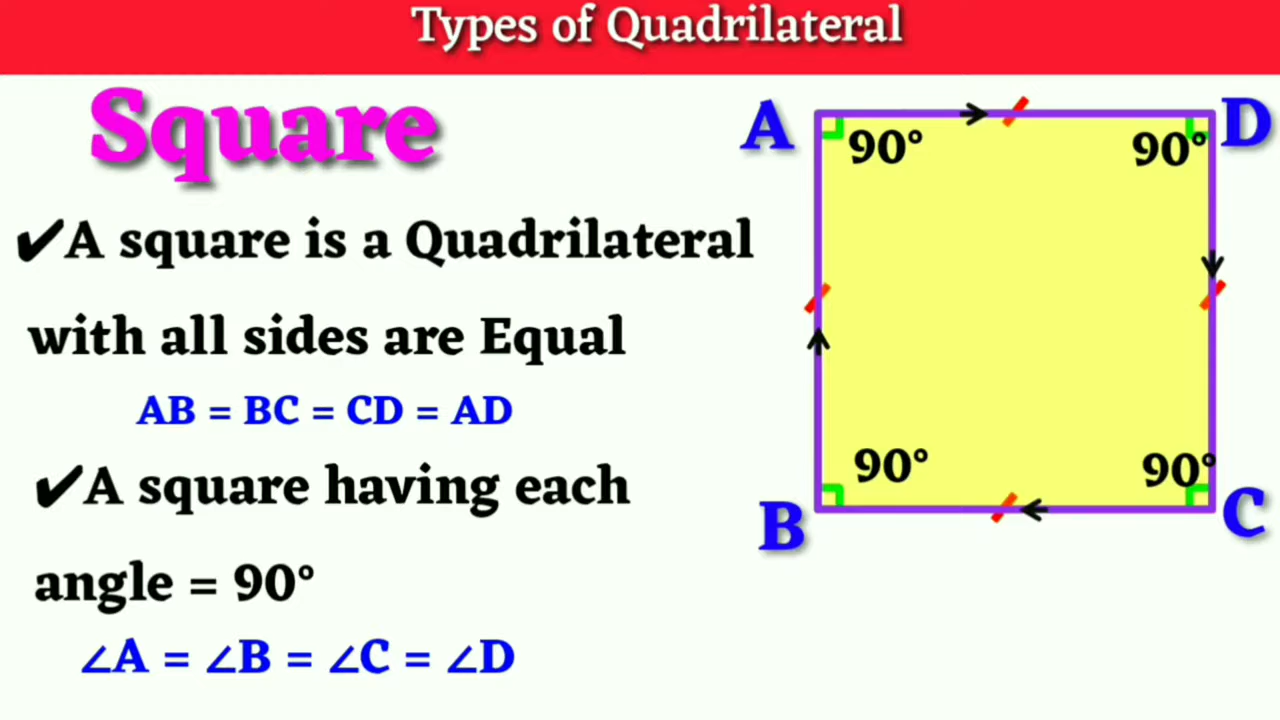 Types of Quadrilateral
Square
✔A square is a Quadrilateral
with all sides are Equal
AB = BC = CD = AD
✔A square having each
angle = 90°
∠A = ∠B = ∠C = ∠D
A
D
90°
90°
90°
90°
B
C